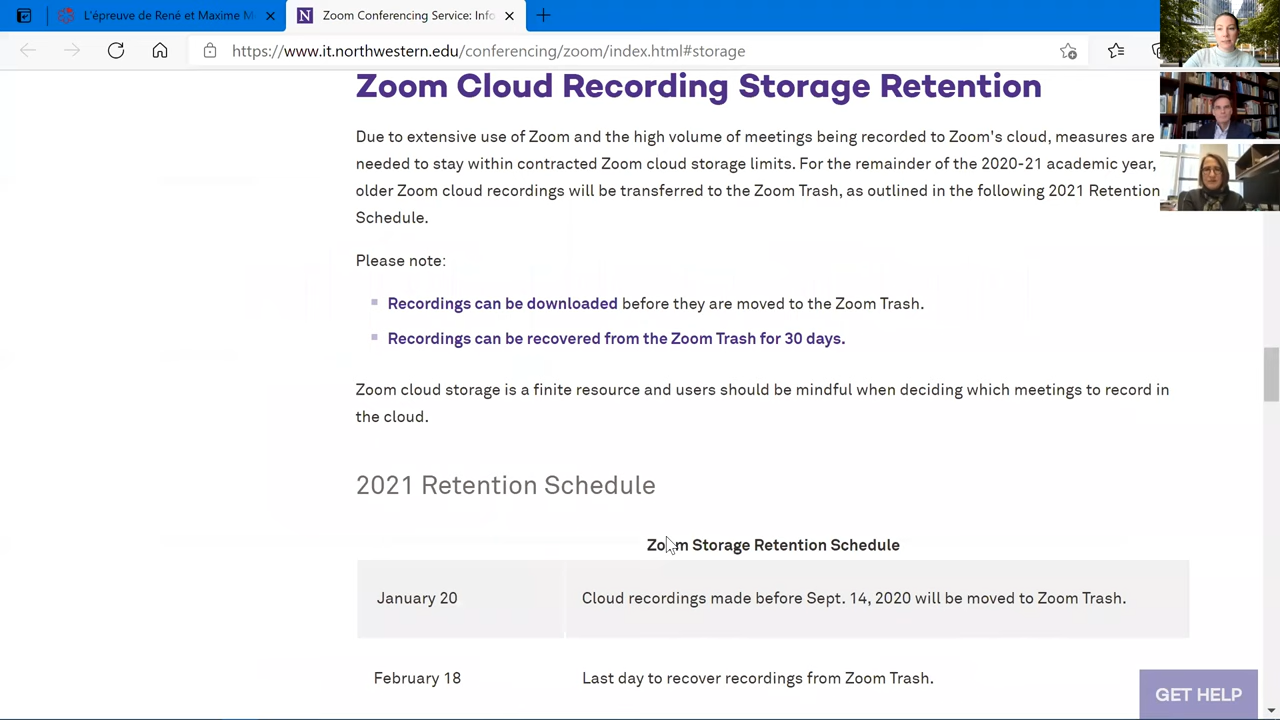 L'épreuve de René et Maxime M
Zoom Conferencing Service: Info
https://www.it.northwestern.edu/conferencing/zoom/index.html#storage
Zoom Cloud Recording Storage Retention
Due to extensive use of Zoom and the high volume of meetings being recorded to Zoom's cloud, measures are
needed to stay within contracted Zoom cloud storage limits. For the remainder of the 2020-21 academic year,
older Zoom cloud recordings will be transferred to the Zoom Trash, as outlined in the following 2021 Retention
Schedule.
Please note:
Recordings can be downloaded before they are moved to the Zoom Trash.
Recordings can be recovered from the Zoom Trash for 30 days.
Zoom cloud storage is a finite resource and users should be mindful when deciding which meetings to record in
the cloud.
2021 Retention Schedule
Zoom Storage Retention Schedule
January 20 Cloud recordings made before Sept. 14, 2020 will be moved to Zoom Trash.
February 18 Last day to recover recordings from Zoom Trash.
GET HELP